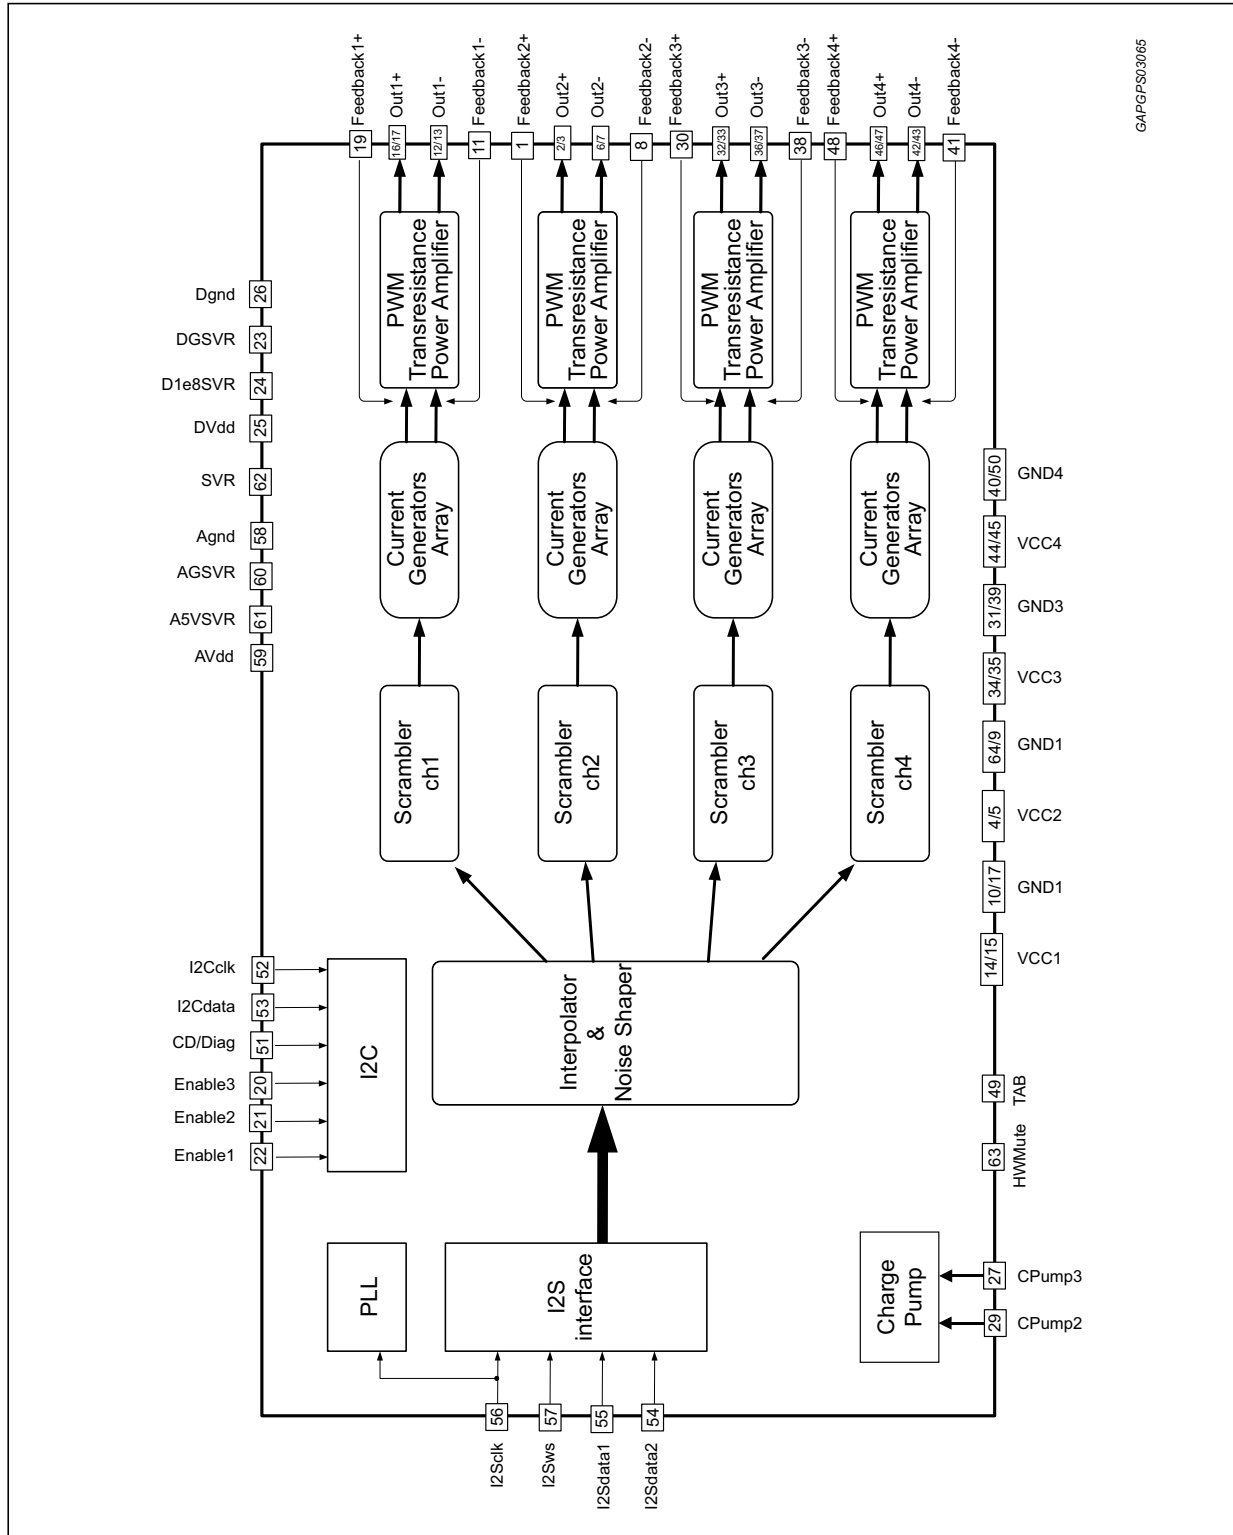 GAPGPS03065
Feedback1+
Out1+
Out1-
Feedback1-
Feedback2+
Out2+
Out2-
Feedback2-
Feedback3+
Out3+
Out3-
Feedback3-
Feedback4+
Out4+
Out4-
Feedback4-
19
16/17
12/13
11
1
2/3
6/7
8
30
32/33
36/37
38
48
46/47
42/43
41
PWM
Transresistance
Power Amplifier
PWM
Transresistance
Power Amplifier
PWM
Transresistance
Power Amplifier
PWM
Transresistance
Power Amplifier
Current
Generators
Array
Current
Generators
Array
Current
Generators
Array
Current
Generators
Array
Scrambler
ch1
Scrambler
ch2
Scrambler
ch3
Scrambler
ch4
Interpolator
&
Noise Shaper
I2C
PLL
I2S
interface
Charge
Pump
Dgnd 26
DGSVR 23
D1e8SVR 24
DVdd 25
SVR 62
Agnd 58
AGSVR 60
A5VSVR 61
AVdd 59
I2Cclk 52
I2Cdata 53
CD/Diag 51
Enable3 20
Enable2 21
Enable1 22
40/50 GND4
44/45 VCC4
31/39 GND3
34/35 VCC3
64/9 GND1
4/5 VCC2
10/17 GND1
14/15 VCC1
49 TAB
63 HWMute
27 CPump3
29 CPump2
56 I2Sclk
57 I2Sws
55 I2Sdata1
54 I2Sdata2